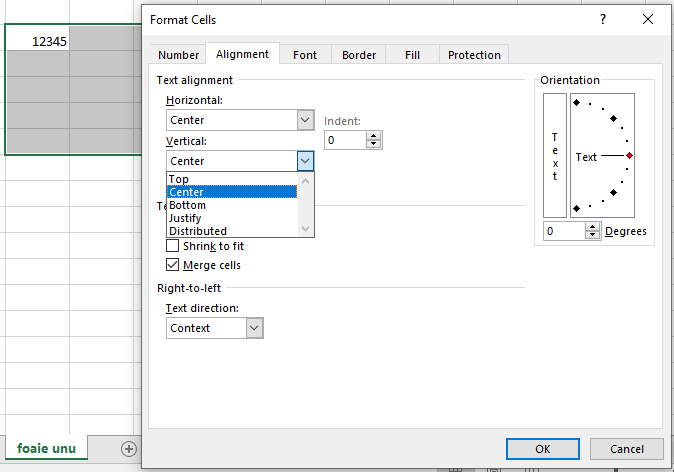 Format Cells
?
12345
Number
Alignment
Font
Border
Fill
Protection
Text alignment
Horizontal:
Center
Indent:
0
Vertical:
Center
Top
Center
Bottom
Justify
Distributed
Te
Shrink to fit
Merge cells
Right-to-left
Text direction:
Context
Orientation
Text
Text
0
Degrees
foaie unu
OK
Cancel